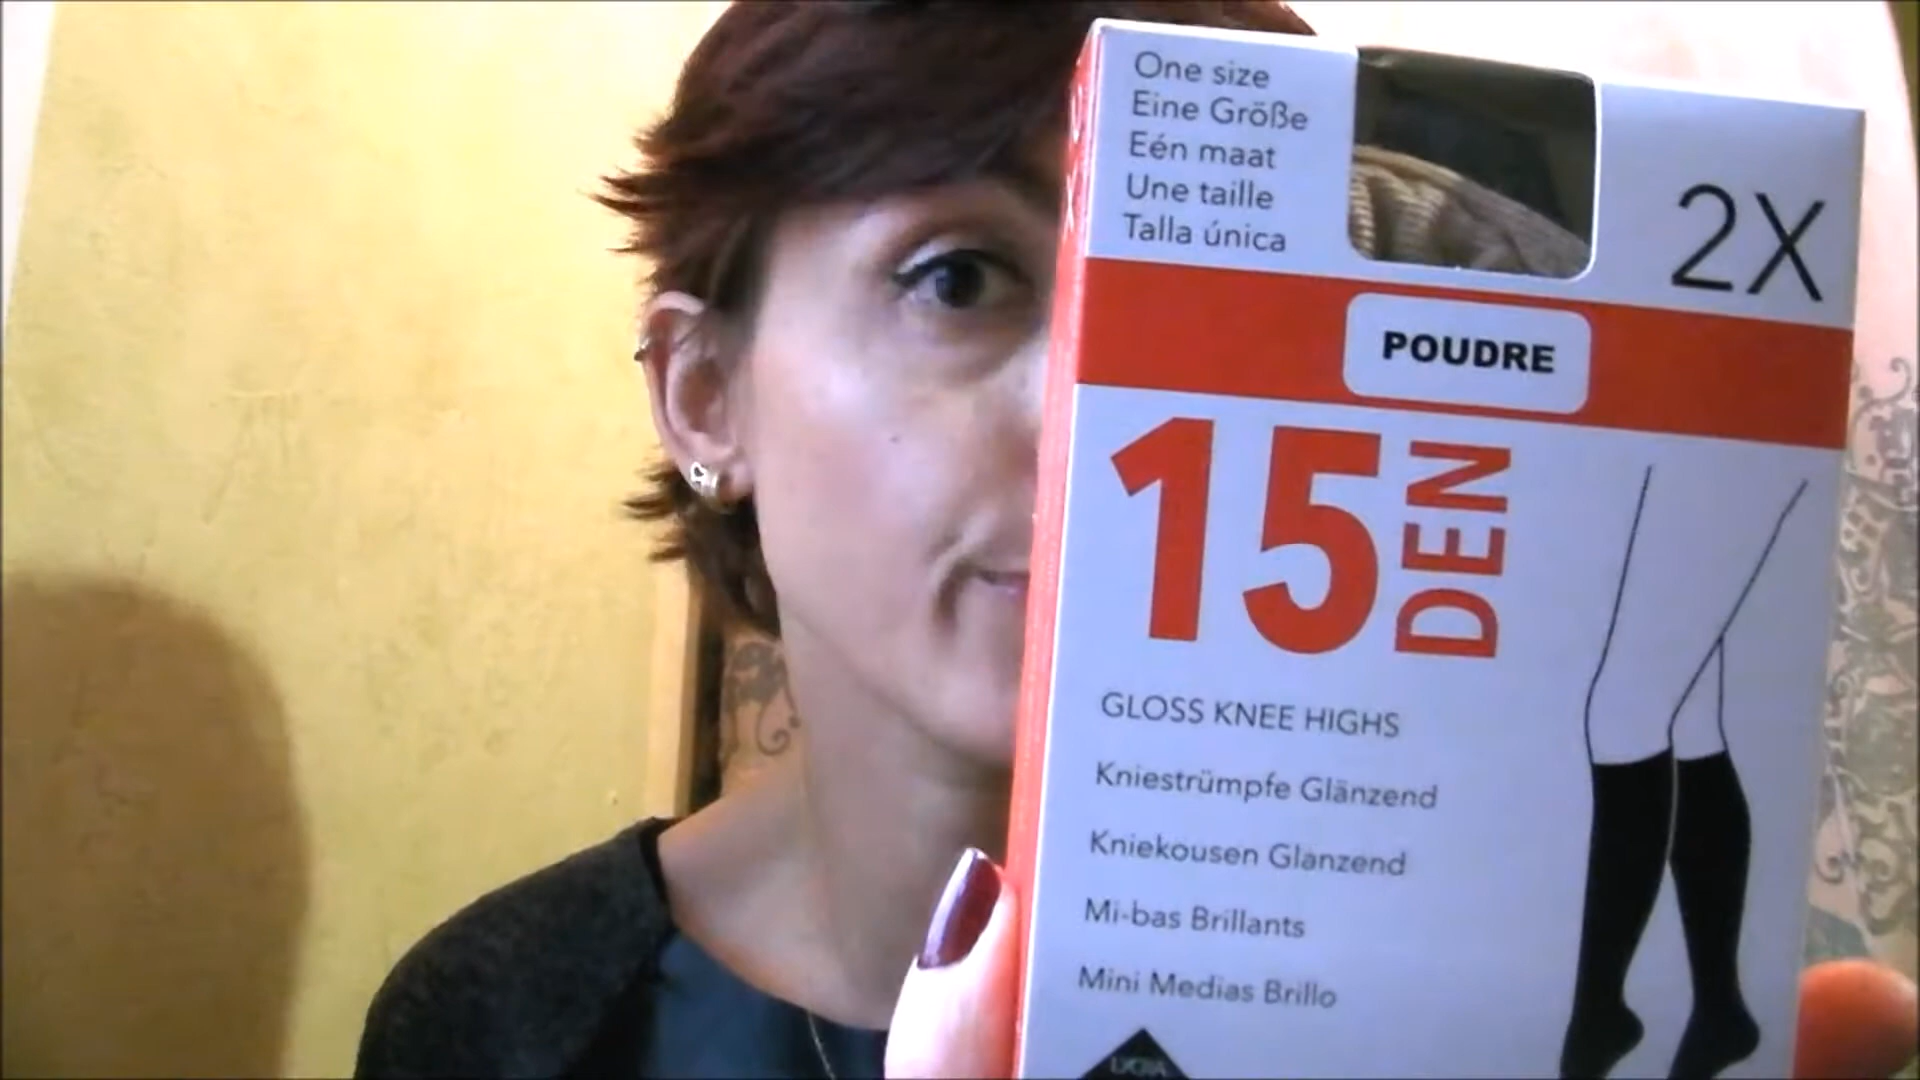 One size
Eine Größe
Eén maat
Une taille
Talla única
2X
POUDRE
15 DEN
GLOSS KNEE HIGHS
Kniestrümpfe Glänzend
Kniekousen Glanzend
Mi-bas Brillants
Mini Medias Brillo